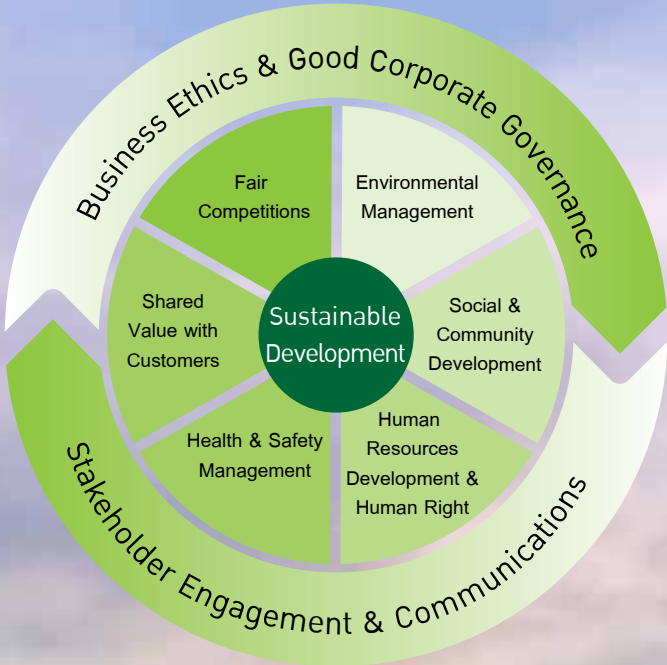 Business Ethics & Good Corporate Governance
Fair
Competitions
Environmental
Management
Shared
Value with
Customers
Sustainable
Development
Social &
Community
Development
Health & Safety
Management
Human
Resources
Development &
Human Right
Stakeholder Engagement & Communications